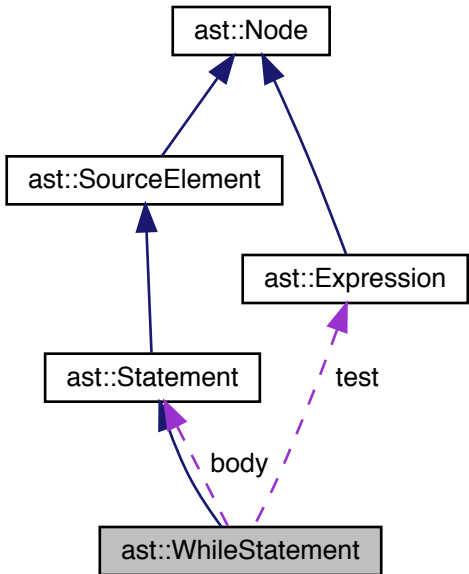 ast::Node
ast::SourceElement
ast::Expression
ast::Statement
test
body
ast::WhileStatement